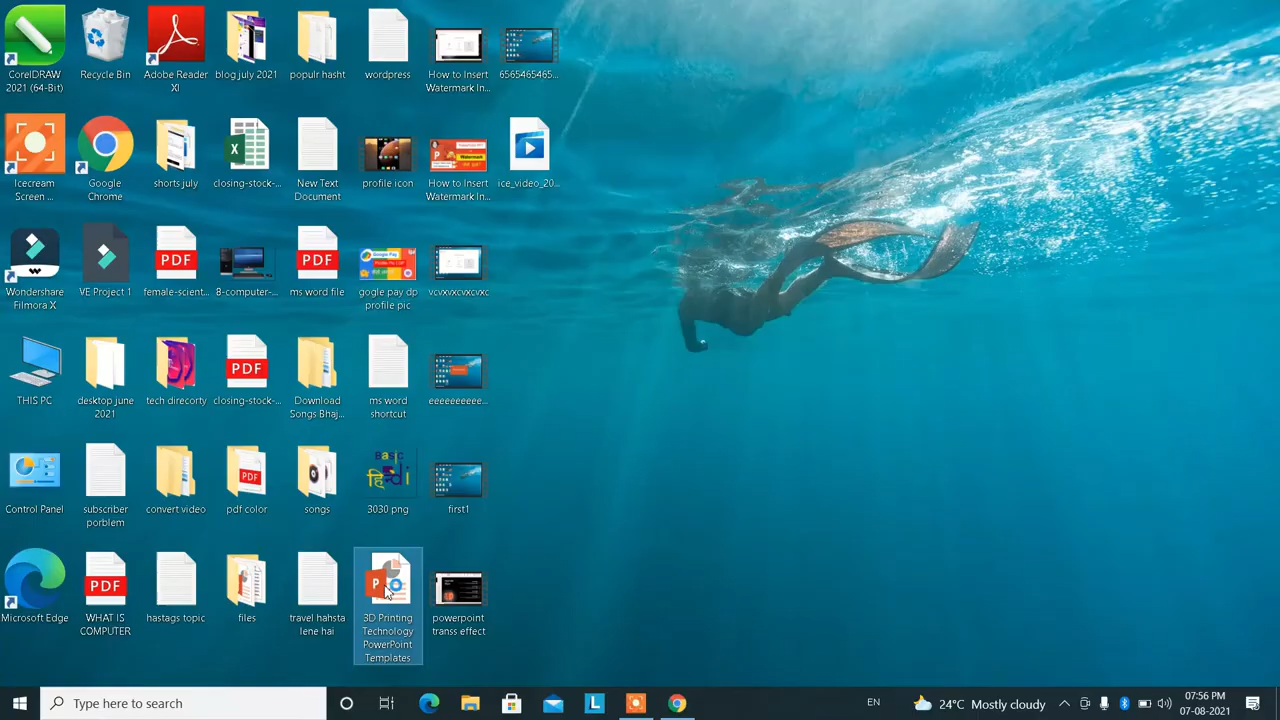 CorelDRAW
2021 (64-Bit)
Recycle Bin
Adobe Reader
XI
blog july 2021
populr hasht
wordpress
How to Insert
Watermark In...
6565465465...
Icecream
Screen ...
Google
Chrome
shorts july
closing-stock-...
New Text
Document
profile icon
How to Insert
Watermark In...
ice_video_20...
Wondershare
Filmora X
VE Project 1
PDF
female-scient...
8-computer-...
PDF
ms word file
Google Pay
gogle pay dp
profile pic
vcvxvxcvxcvxc
THIS PC
desktop june
2021
tech direcorty
PDF
closing-stock-...
Download
Songs Bhaj...
ms word
shortcut
eeeeeeeeee...
Control Panel
subscriber
porblem
convert video
PDF
pdf color
songs
BASIC
हिन्दी
3030 png
first1
Microsoft Edge
PDF
WHAT IS
COMPUTER
hastags topic
files
travel hahsta
lene hai
P
3D Printing
Technology
PowerPoint
Templates
powerpoint
transs effect
Type here to search
L
EN
24°C Mostly cloudy
07:56 PM
07-08-2021